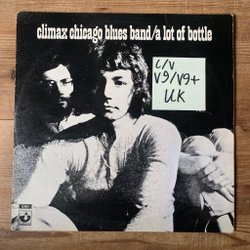 climax chicago blues band/a lot of bottle
C/V
VG/VG+
UK